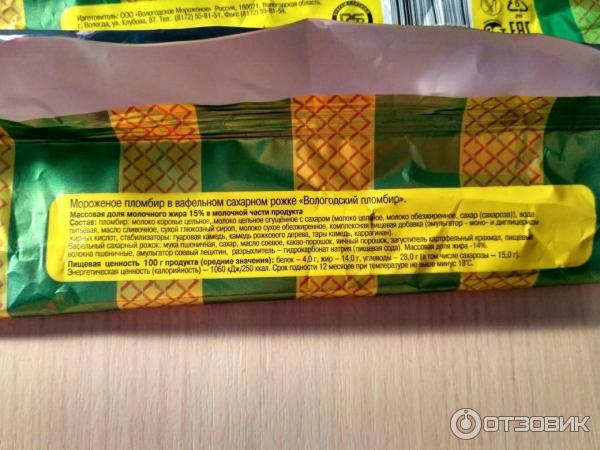 Изготовитель: ООО «Вологодское Мороженое» Россия, 160021, Вологодская обл.,
г. Вологда, ул. Клубова, 87. Тел.: (8172) 55-81-51. Факс: (8172) 55-81-54.
EAC
Мороженое пломбир в вафельном сахарном рожке «Вологодский пломбир».
Массовая доля молочного жира 15% в молочной части продукта
Состав: пломбир: молоко коровье цельное, молоко цельное сгущённое с сахаром (молоко цельное, молоко обезжиренное, сахар (сахароза)), вода
питьевая, масло сливочное, сухой глюкозный сироп, молоко сухое обезжиренное, комплексная пищевая добавка (эмульгатор - моно- и диглицериды
жирных кислот, стабилизаторы: гуаровая камедь, камедь рожкового дерева, тары камедь, каррагинан).
Вафельный сахарный рожок: мука пшеничная, сахар, масло соевое, какао-порошок, яичный порошок, загуститель картофельный крахмал, пищевые
волокна пшеничные, эмульгатор соевый лецитин, разрыхлитель – гидрокарбонат натрия (пищевая сода). Массовая доля жира -14%.
Пищевая ценность 100 г продукта (средние значения): белок – 4,0 г, жир – 14,0 г, углеводы – 28,0 г (в том числе сахарозы – 15,0 г).
Энергетическая ценность (калорийность) – 1060 кДж/250 ккал. Срок годности 12 месяцев при температуре не выше минус 18°С.
ОТЗОВИК